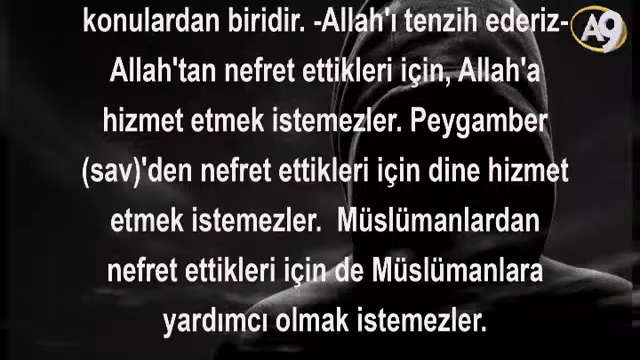 konulardan biridir. -Allah'ı tenzih ederiz-
Allah'tan nefret ettikleri için, Allah'a
hizmet etmek istemezler. Peygamber
(sav)'den nefret ettikleri için dine hizmet
etmek istemezler. Müslümanlardan
nefret ettikleri için de Müslümanlara
yardımcı olmak istemezler.
A9